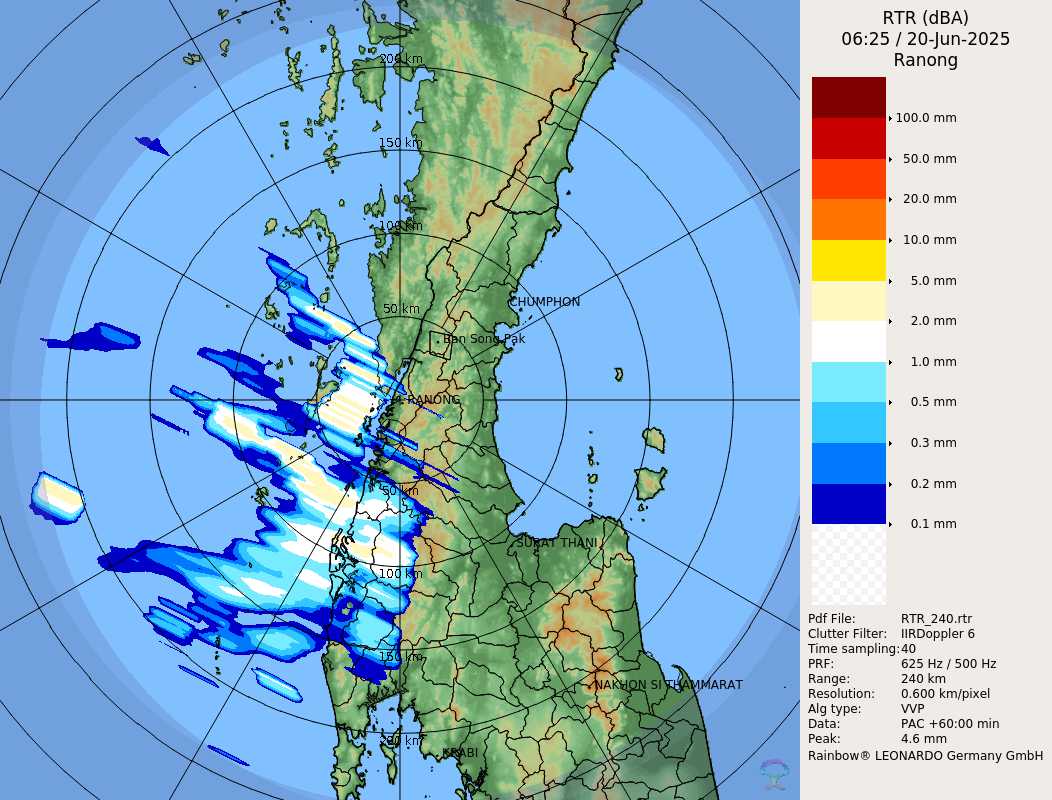 RTR (dBA)
06:25 / 20-Jun-2025
Ranong
100.0 mm
50.0 mm
20.0 mm
10.0 mm
5.0 mm
2.0 mm
1.0 mm
0.5 mm
0.3 mm
0.2 mm
0.1 mm
Pdf File: RTR_240.rtr
Clutter Filter: IIRDoppler 6
Time sampling:40
PRF: 625 Hz / 500 Hz
Range: 240 km
Resolution: 0.600 km/pixel
Alg type: VVP
Data: PAC +60:00 min
Peak: 4.6 mm
Rainbow® LEONARDO Germany GmbH
200 km
150 km
100 km
50 km
CHUMPHON
Ban Song Pak
RANONG
50 km
SURAT THANI
100 km
150 km
NAKHON SI THAMMARAT
200 km
KRABI